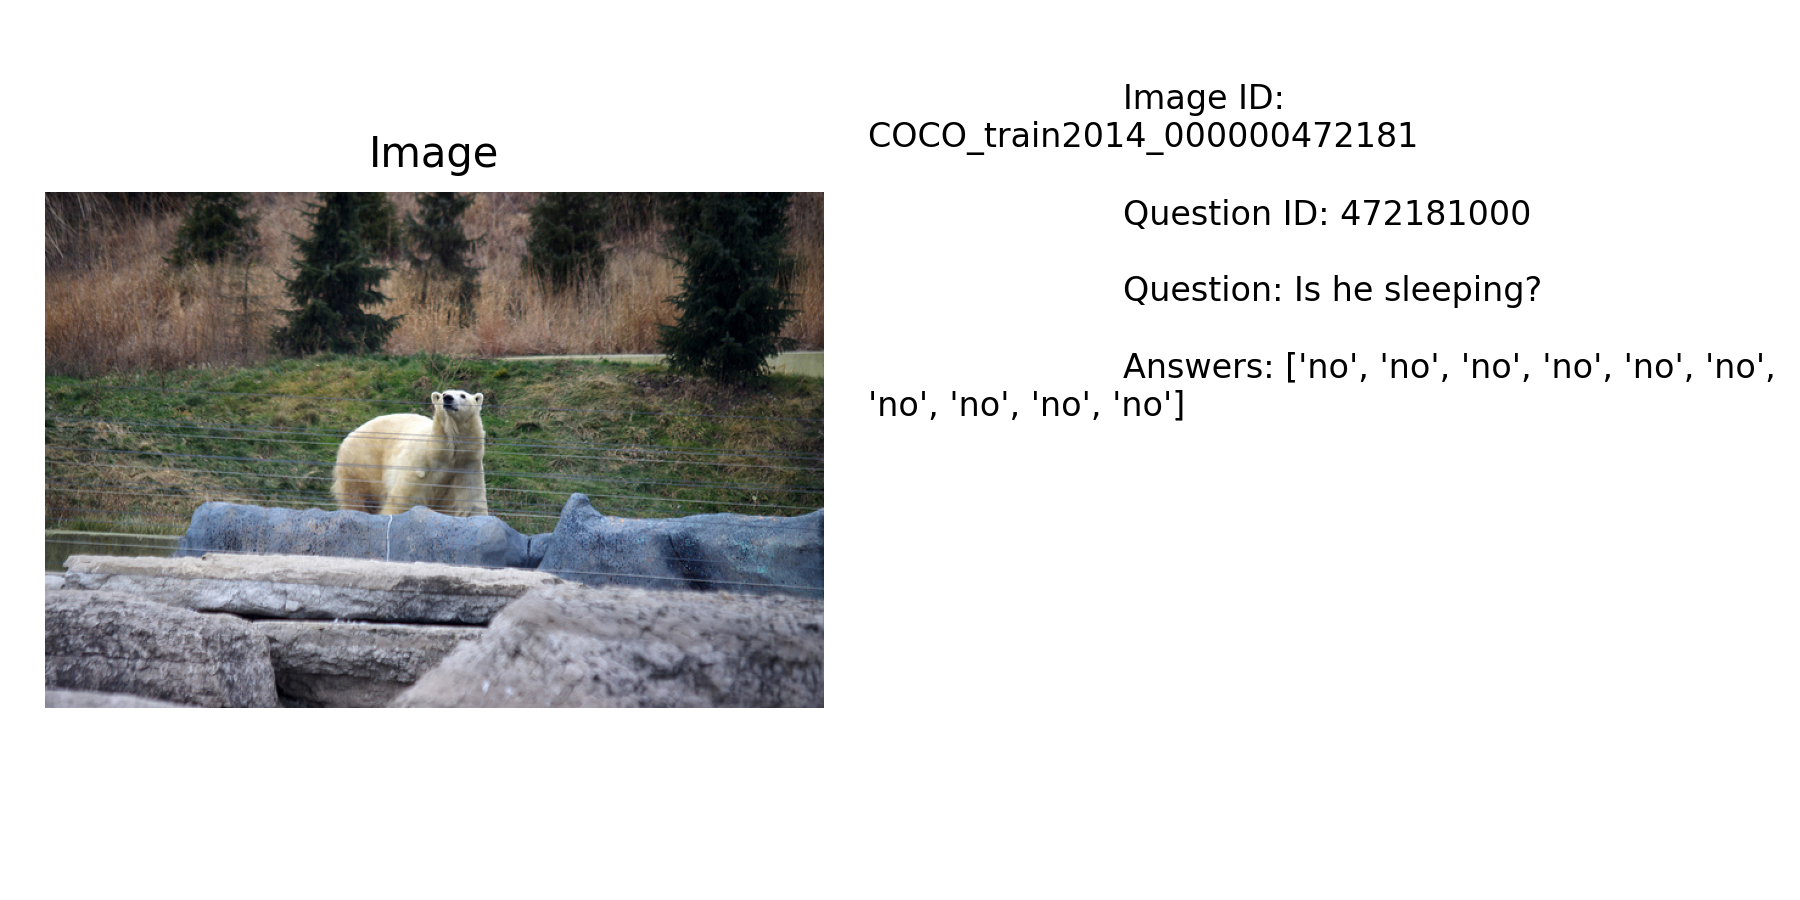 Image
Image ID:
COCO_train2014_000000472181
Question ID: 472181000
Question: Is he sleeping?
Answers: ['no', 'no', 'no', 'no', 'no', 'no',
'no', 'no', 'no', 'no']